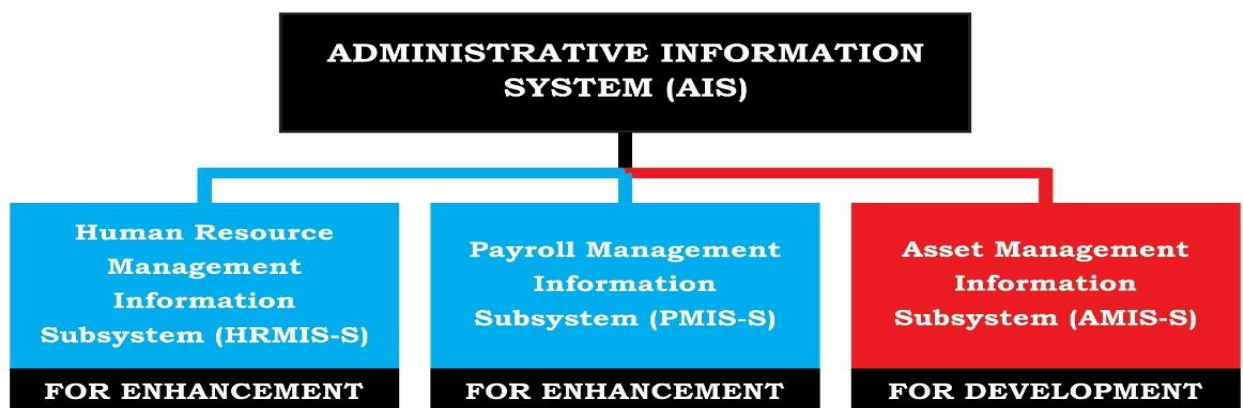 ADMINISTRATIVE INFORMATION
SYSTEM (AIS)
Human Resource
Management
Information
Subsystem (HRMIS-S)
FOR ENHANCEMENT
Payroll Management
Information
Subsystem (PMIS-S)
FOR ENHANCEMENT
Asset Management
Information
Subsystem (AMIS-S)
FOR DEVELOPMENT